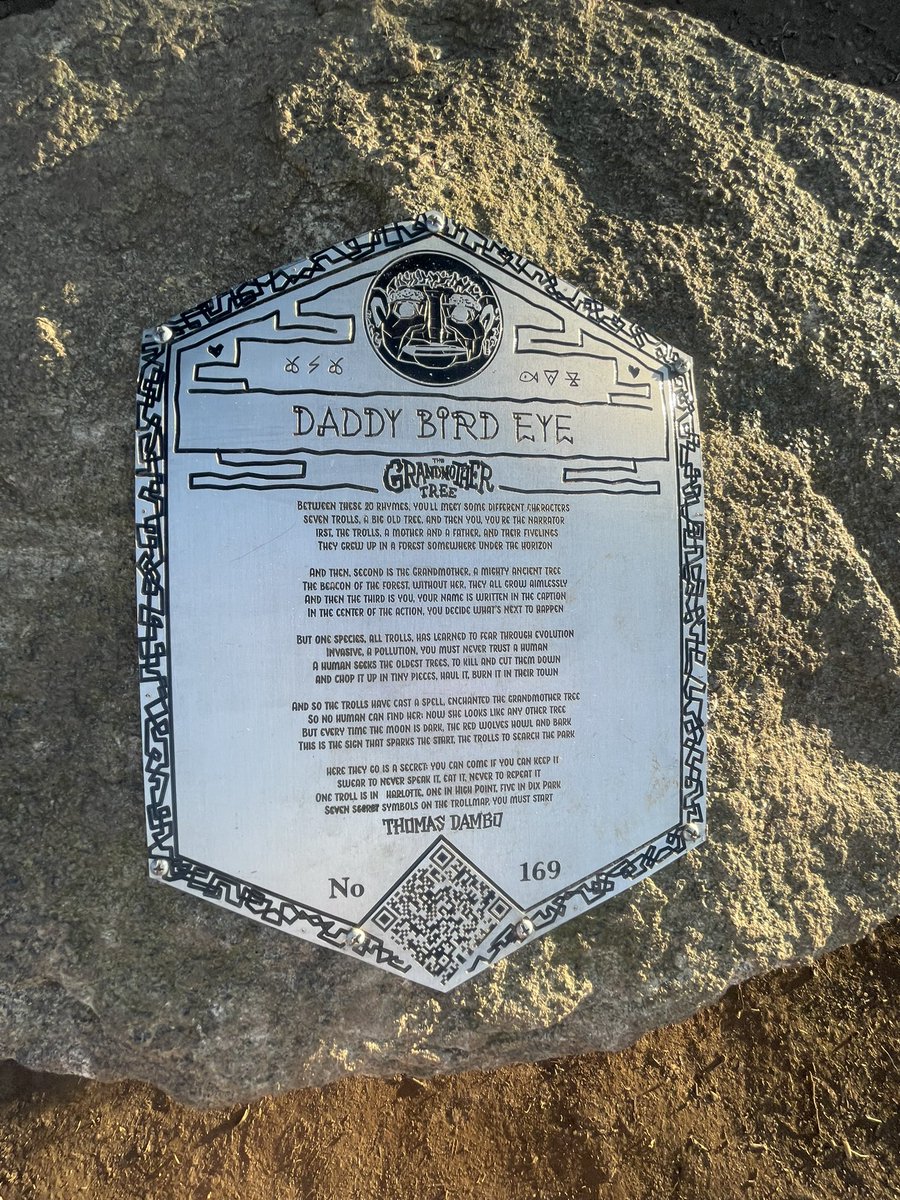 DADDY BIRD EYE
THE
GRANDMOTHER
TREE
BETWEEN THESE 20 RHYMES, YOU'LL MEET SOME DIFFERENT CHARACTERS
SEVEN TROLLS, A BIG OLD TREE, AND THEN YOU, YOU'RE THE NARRATOR
IRST, THE TROLLS, A MOTHER AND A FATHER, AND THEIR FIVELINGS
THEY GREW UP IN A FOREST SOMEWHERE UNDER THE HORIZON
AND THEN, SECOND IS THE GRANDMOTHER, A MIGHTY ANCIENT TREE
THE BEACON OF THE FOREST, WITHOUT HER, THEY ALL GROW AIMLESSLY
AND THEN THE THIRD IS YOU, YOUR NAME IS WRITTEN IN THE CAPTION
IN THE CENTER OF THE ACTION, YOU DECIDE WHAT'S NEXT TO HAPPEN
BUT ONE SPECIES, ALL TROLLS, HAS LEARNED TO FEAR THROUGH EVOLUTION
INVASIVE, A POLLUTION, YOU MUST NEVER TRUST A HUMAN
A HUMAN SEEKS THE OLDEST TREES, TO KILL AND CUT THEM DOWN
AND CHOP IT UP IN TINY PIECES, HAUL IT, BURN IT IN THEIR TOWN
AND SO THE TROLLS HAVE CAST A SPELL, ENCHANTED THE GRANDMOTHER TREE
SO NO HUMAN CAN FIND HER; NOW SHE LOOKS LIKE ANY OTHER TREE
BUT EVERY TIME THE MOON IS DARK, THE RED WOLVES HOWL AND BARK
THIS IS THE SIGN THAT SPARKS THE START, THE TROLLS TO SEARCH THE PARK
HERE THEY GO IS A SECRET; YOU CAN COME IF YOU CAN KEEP IT
SWEAR TO NEVER SPEAK IT, EAT IT, NEVER TO REPEAT IT
ONE TROLL IS IN HARLOTTE, ONE IN HIGH POINT, FIVE IN DIX PARK
SEVEN SECRET SYMBOLS ON THE TROLLMAP, YOU MUST START
THOMAS DAMBO
No 169